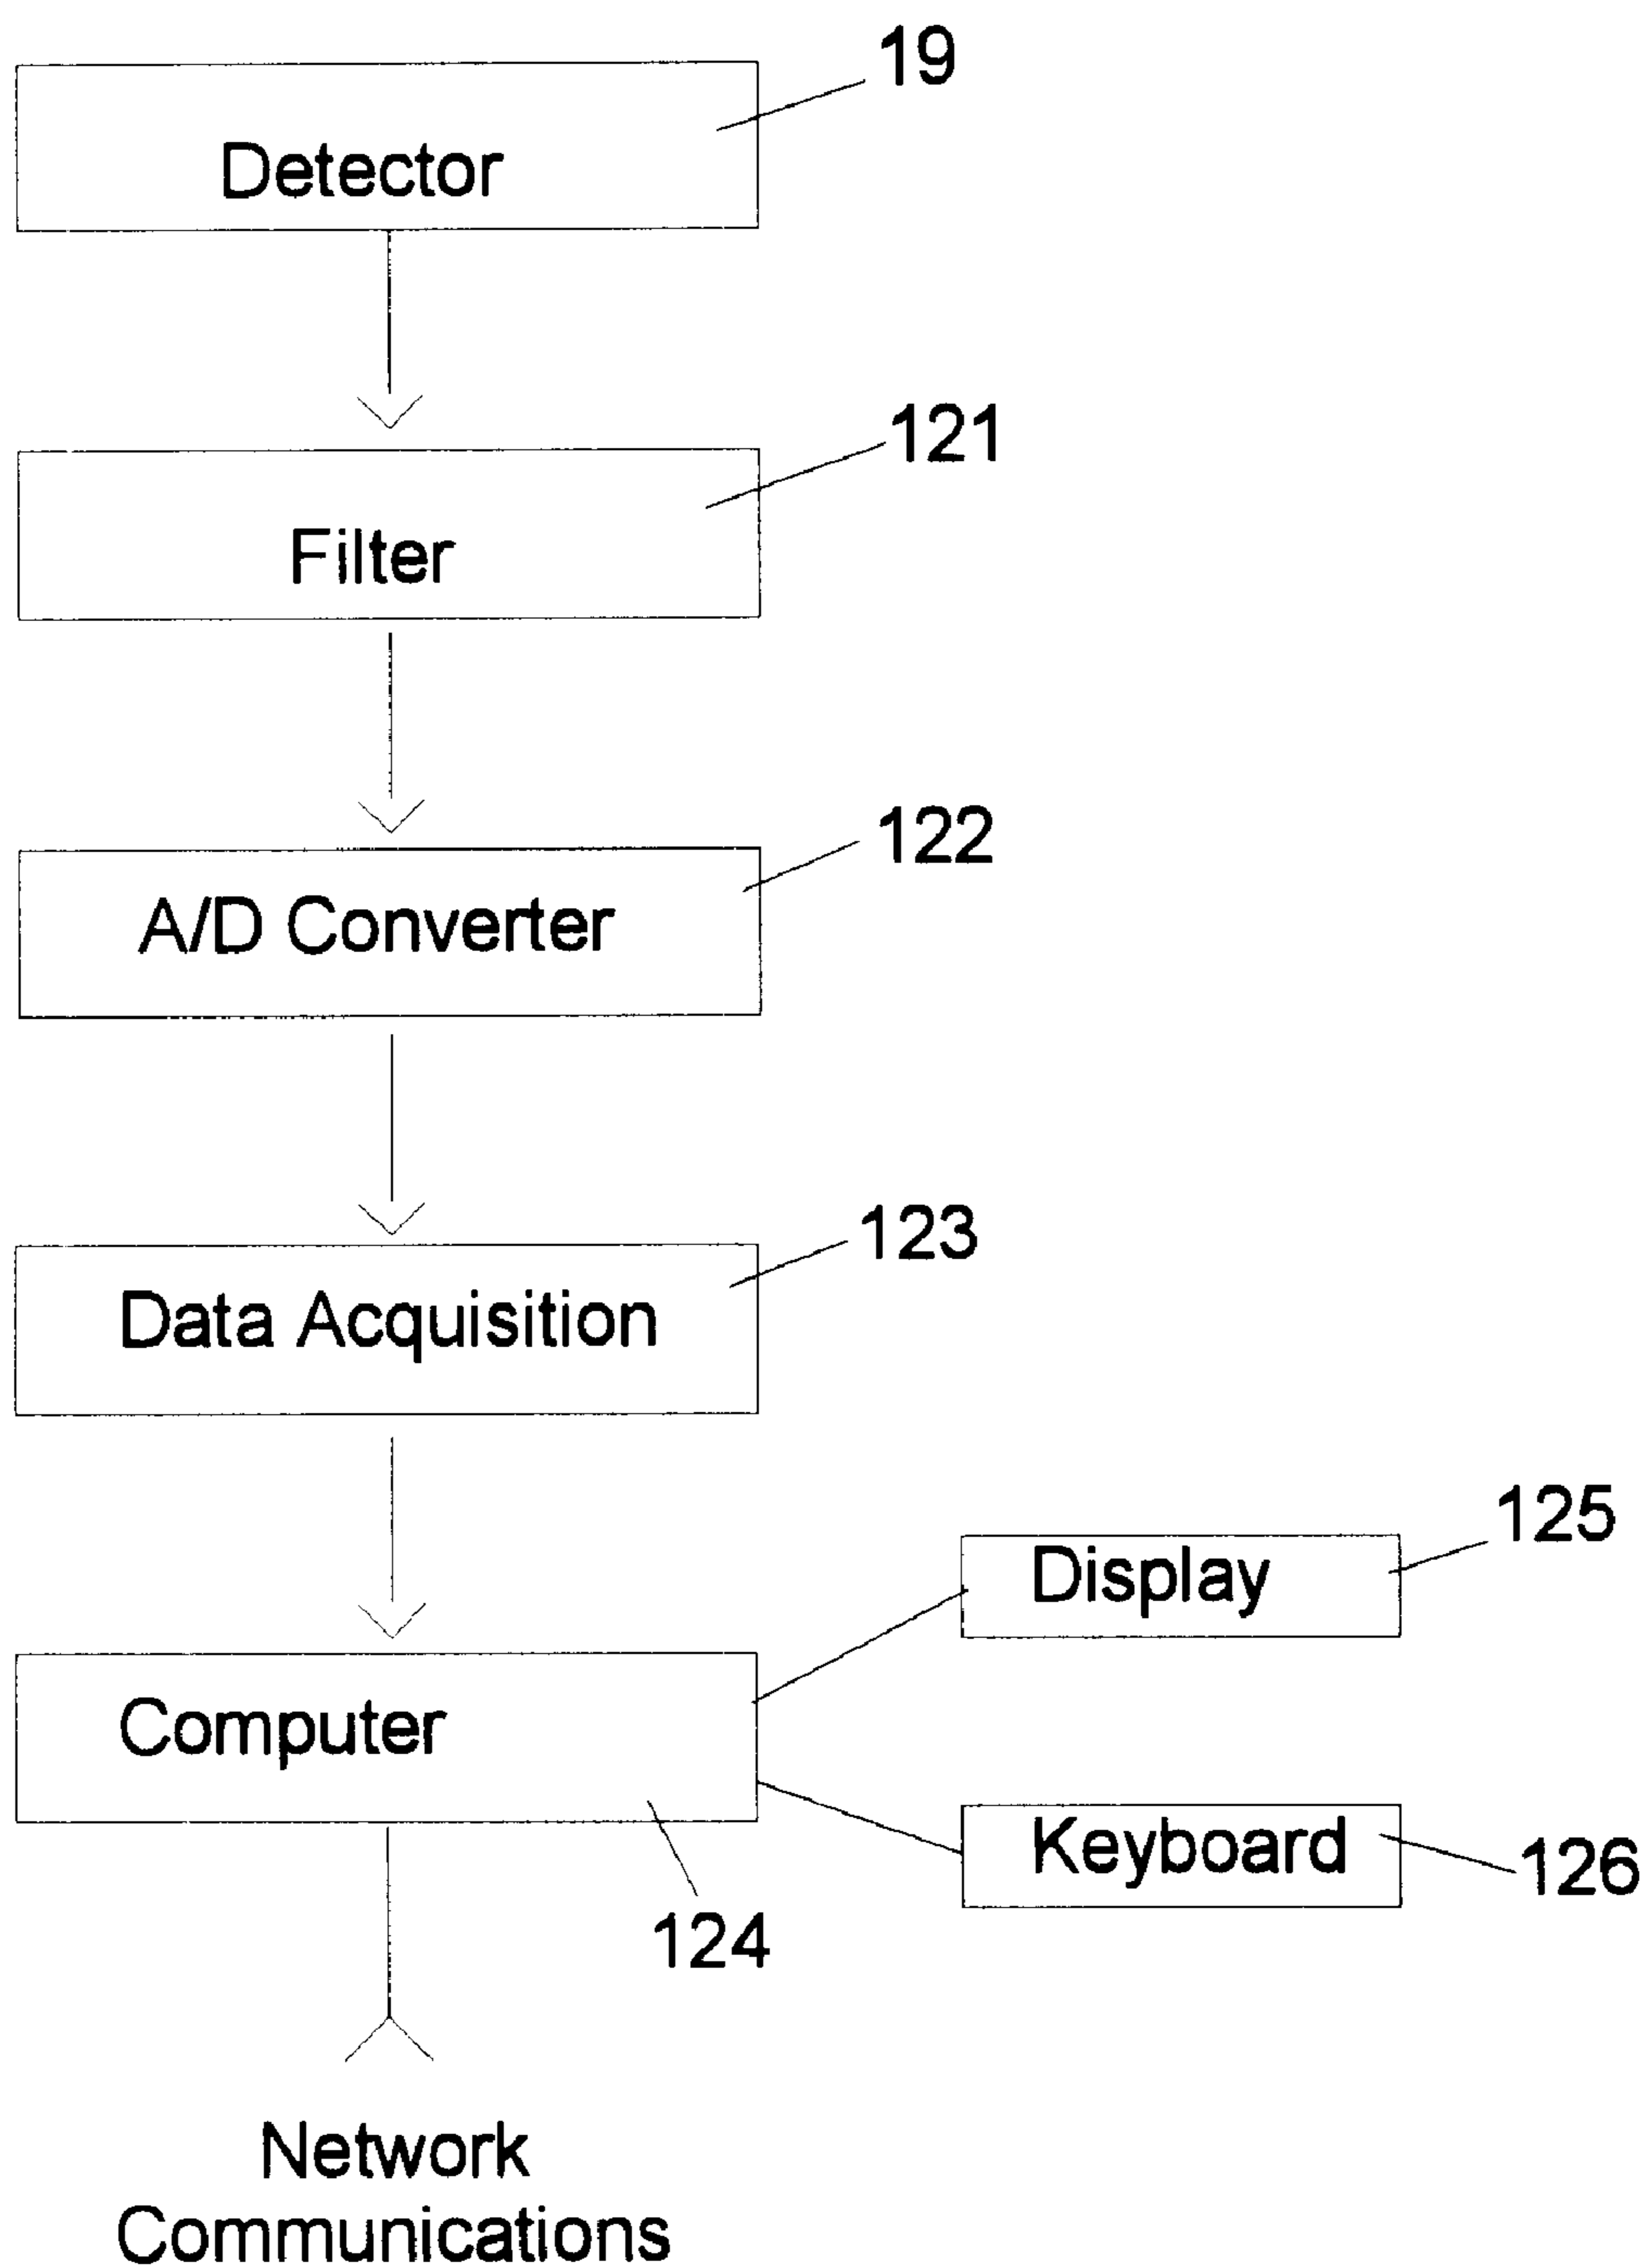 19
Detector
121
Filter
122
A/D Converter
123
Data Acquisition
125
Display
Computer
Keyboard
126
124
Network
Communications